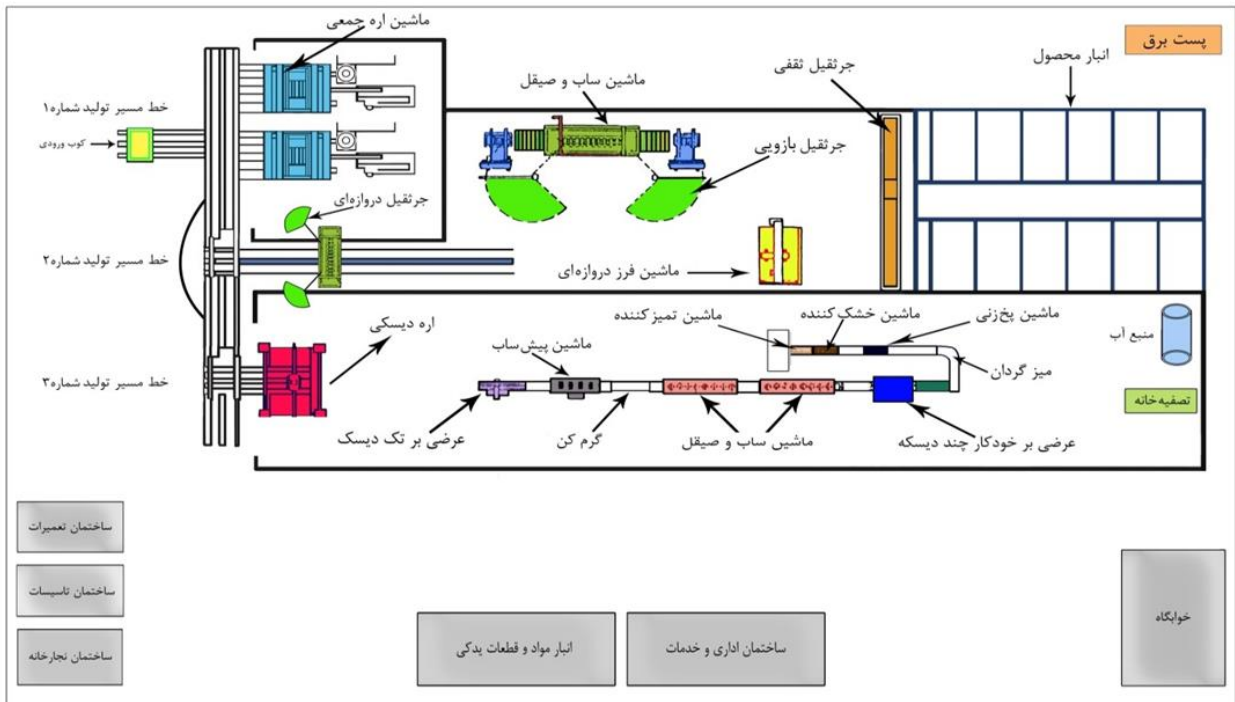 ماشین اره جمعی
پست برق
انبار محصول
جرثقیل ثقفی
ماشین ساب و صیقل
خط مسیر تولید شماره۱
کوپ ورودی
جرثقیل بازویی
جرثقیل دروازه‌ای
خط مسیر تولید شماره۲
ماشین فرز دروازه‌ای
ماشین پخ‌زنی
ماشین خشک کننده
ماشین تمیز کننده
اره دیسکی
منبع آب
ماشین پیش‌ساب
میز گردان
خط مسیر تولید شماره۳
تصفیه‌خانه
عرضی بر خودکار چند دیسکه
ماشین ساب و صیقل
گرم کن
عرضی بر تک دیسک
ساختمان تعمیرات
ساختمان تاسیسات
ساختمان نجارخانه
انبار مواد و قطعات یدکی
ساختمان اداری و خدمات
خوابگاه